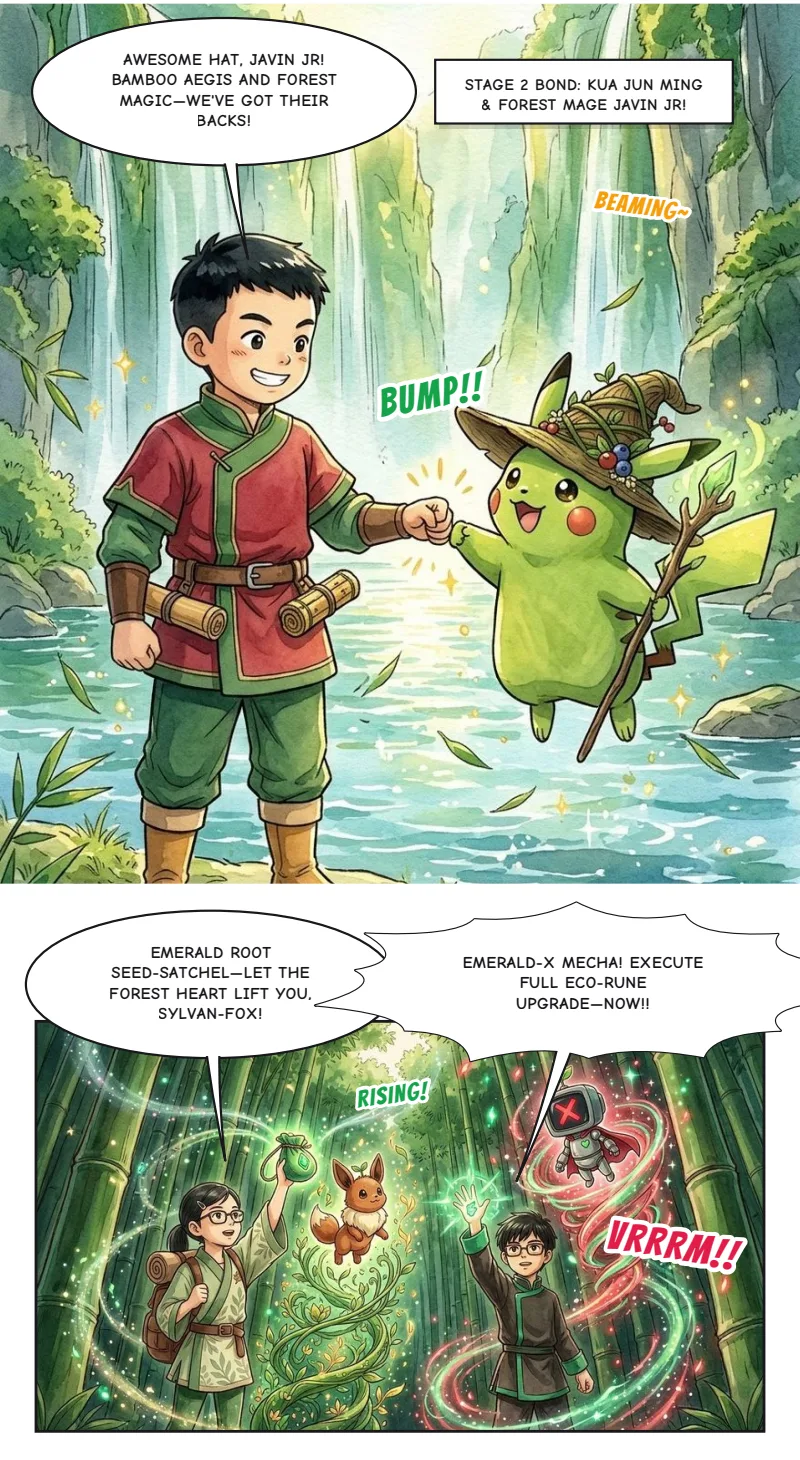 AWESOME HAT, JAVIN JR!
BAMBOO AEGIS AND FOREST
MAGIC—WE'VE GOT THEIR
BACKS!
STAGE 2 BOND: KUA JUN MING
& FOREST MAGE JAVIN JR!
BEAMING~
BUMP!!
EMERALD ROOT
SEED-SATCHEL—LET THE
FOREST HEART LIFT YOU,
SYLVAN-FOX!
EMERALD-X MECHA! EXECUTE
FULL ECO-RUNE
UPGRADE—NOW!!
RISING!
X
VRRRM!!